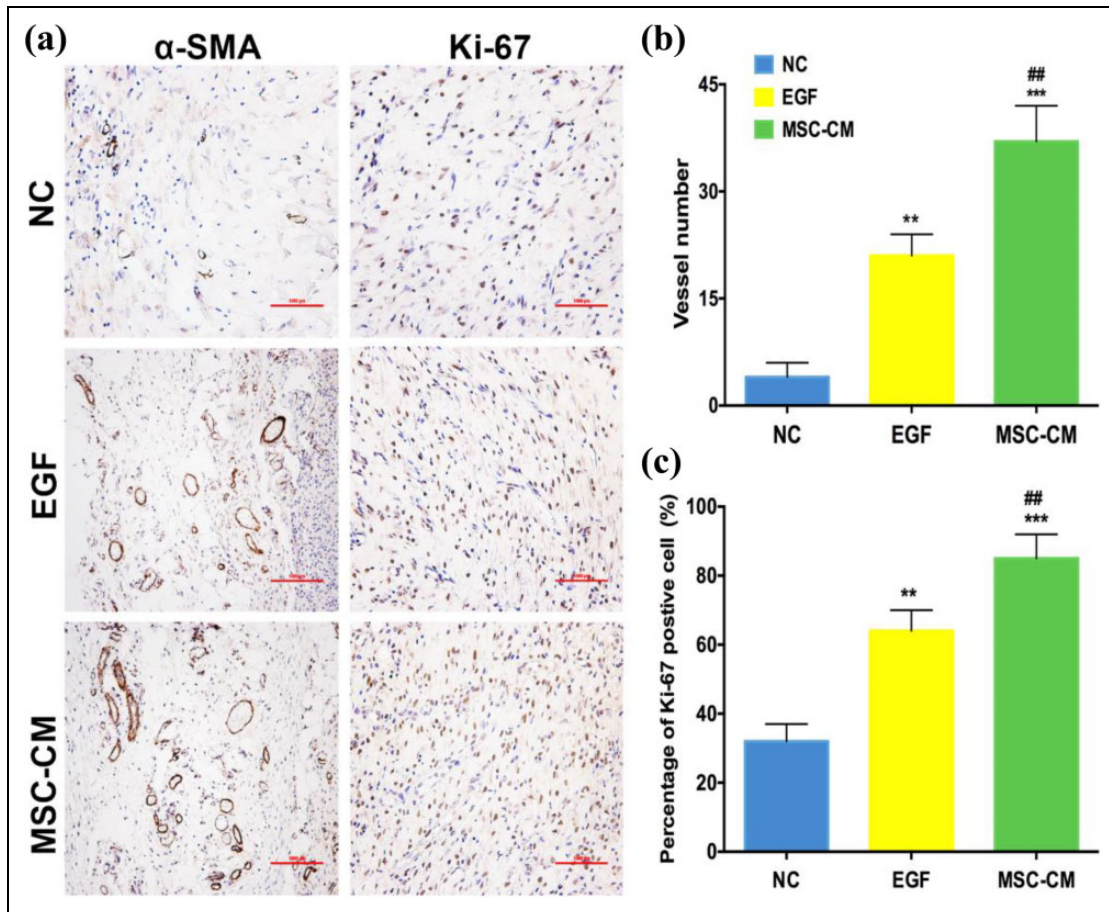 (a)
α-SMA Ki-67
NC
EGF
MSC-CM
(b)
NC
EGF
MSC-CM
Vessel number
45
30
15
0
**
##
***
NC EGF MSC-CM
(c)
Percentage of Ki-67 postive cell (%)
100
80
60
40
20
0
**
##
***
NC EGF MSC-CM